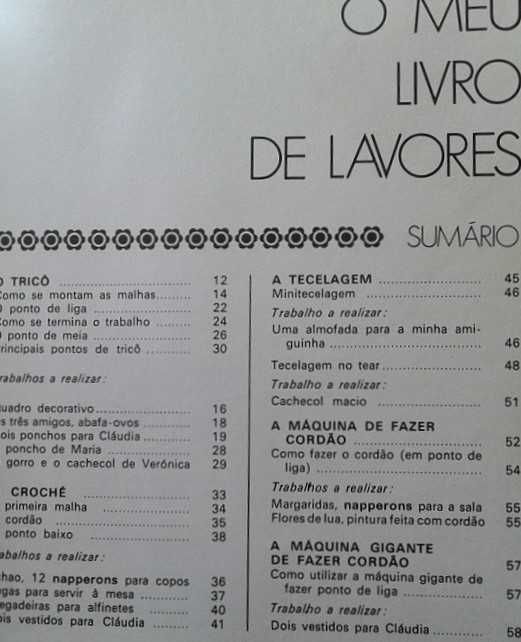 O MEU
LIVRO
DE LAVORES
SUMÁRIO
O TRICÔ 12
Como se montam as malhas 14
O ponto de liga 22
Como se termina o trabalho 24
O ponto de meia 26
Principais pontos de tricô 30
Trabalhos a realizar:
Quadro decorativo 16
Os três amigos, abafa-ovos 18
Dois ponchos para Cláudia 19
poncho de Maria 28
gorro e o cachecol de Verónica 29
CROCHÉ 33
primeira malha 34
cordão 35
ponto baixo 38
Trabalhos a realizar:
12 napperons para copos 36
para servir à mesa 37
para alfinetes 40
Dois vestidos para Cláudia 41
A TECELAGEM 45
Minitecelagem 46
Trabalho a realizar:
Uma almofada para a minha ami-
guinha 46
Tecelagem no tear 48
Trabalho a realizar:
Cachecol macio 51
A MÁQUINA DE FAZER
CORDÃO 52
Como fazer o cordão (em ponto de
liga) 54
Trabalhos a realizar:
Margaridas, napperons para a sala 55
Flores de lua, pintura feita com cordão 55
A MÁQUINA GIGANTE
DE FAZER CORDÃO 57
Como utilizar a máquina gigante de
fazer ponto de liga 57
Trabalho a realizar:
Dois vestidos para Cláudia 58